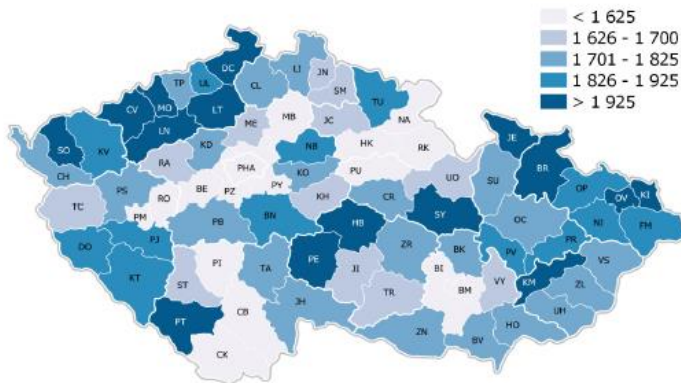 < 1 625
1 626 - 1 700
1 701 - 1 825
1 826 - 1 925
> 1 925
DC
TP
UL
CL
LI
JN
SM
CV
MO
LT
TU
MB
NA
SO
KV
LN
KD
ME
JC
HK
RK
JE
BR
CH
RA
PHA
NB
KO
PU
UO
SU
OP
OV
KI
TC
PS
RO
BE
PZ
PY
KH
CR
SY
OC
NI
FM
PM
PB
BN
HB
DO
PJ
ZR
BK
PV
PR
VS
KT
PI
TA
PE
JI
BI
BM
VY
KM
ZL
ST
TR
UH
PT
CB
JH
ZN
HO
BV
CK